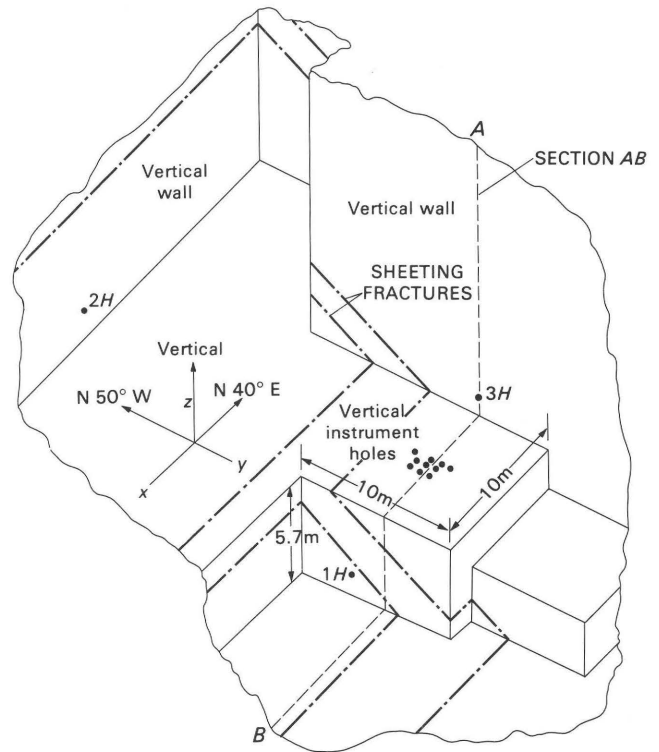 A
SECTION AB
Vertical
wall
Vertical wall
SHEETING
FRACTURES
2H
Vertical
N 50° W
N 40° E
z
y
x
3H
Vertical
instrument
holes
10m
10m
5.7m
1H
B